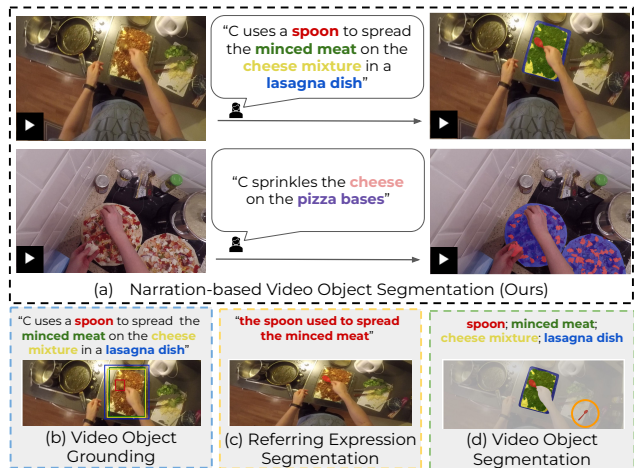 “C uses a spoon to spread
the minced meat on the
cheese mixture in a
lasagna dish”
“C sprinkles the cheese
on the pizza bases”
(a) Narration-based Video Object Segmentation (Ours)
“C uses a spoon to spread the
minced meat on the cheese
mixture in a lasagna dish”
(b) Video Object
Grounding
“the spoon used to spread
the minced meat”
(c) Referring Expression
Segmentation
spoon; minced meat;
cheese mixture; lasagna dish
(d) Video Object
Segmentation